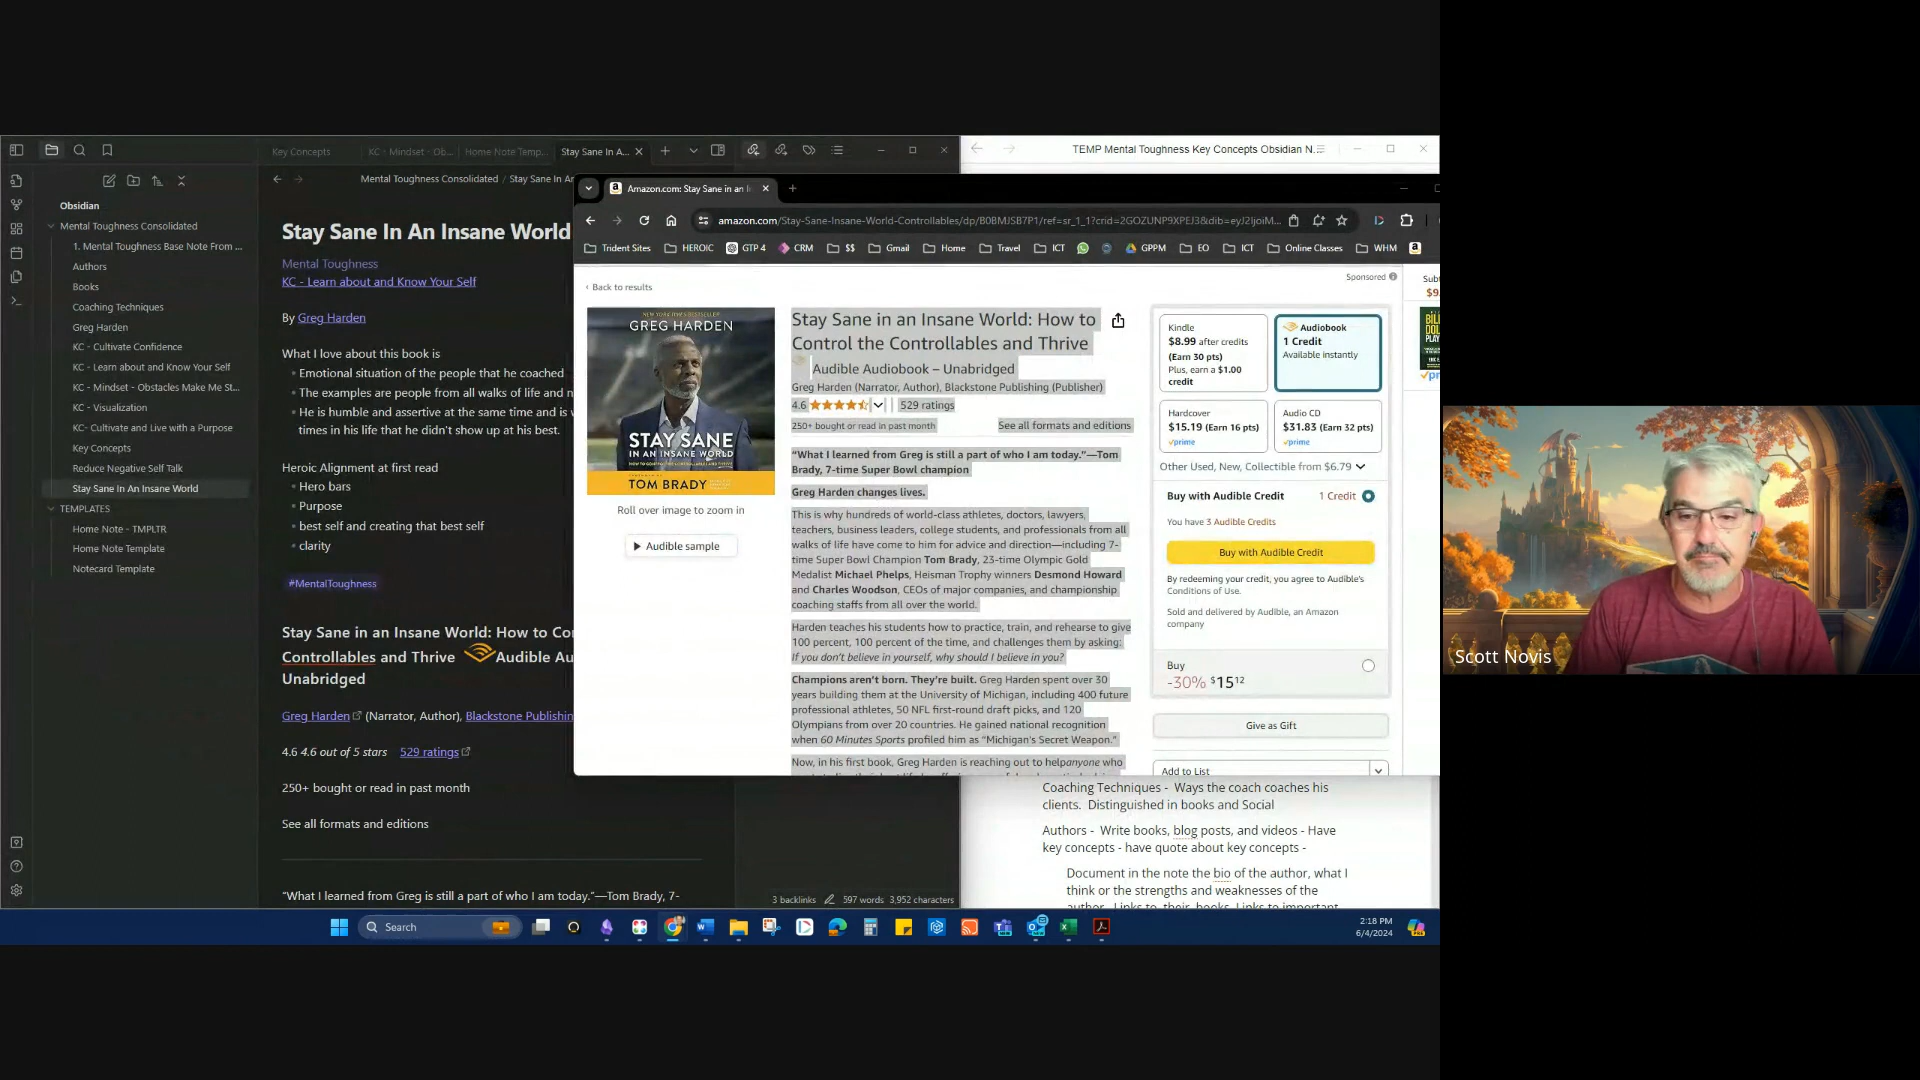 Key Concepts
KC - Mindset - Ob...
Home Note Temp...
Stay Sane In A...
Mental Toughness Consolidated / Stay Sane In An
Obsidian
Mental Toughness Consolidated
1. Mental Toughness Base Note From ...
Authors
Books
Coaching Techniques
Greg Harden
KC - Cultivate Confidence
KC - Learn about and Know Your Self
KC - Mindset - Obstacles Make Me St...
KC - Visualization
KC- Cultivate and Live with a Purpose
Key Concepts
Reduce Negative Self Talk
Stay Sane In An Insane World
TEMPLATES
Home Note - TMPLTR
Home Note Template
Notecard Template
Stay Sane In An Insane World
Mental Toughness
KC - Learn about and Know Your Self
By Greg Harden
What I love about this book is
Emotional situation of the people that he coached
The examples are people from all walks of life and n
He is humble and assertive at the same time and is v
times in his life that he didn't show up at his best.
Heroic Alignment at first read
Hero bars
Purpose
best self and creating that best self
clarity
#MentalToughness
Stay Sane in an Insane World: How to Co
Controllables and Thrive Audible Au
Unabridged
Greg Harden (Narrator, Author), Blackstone Publishin
4.6 4.6 out of 5 stars 529 ratings
250+ bought or read in past month
See all formats and editions
“What I learned from Greg is still a part of who I am today.”—Tom Brady, 7-
3 backlinks 597 words 3,952 characters
TEMP Mental Toughness Key Concepts Obsidian N...
Amazon.com: Stay Sane in an I
amazon.com/Stay-Sane-Insane-World-Controllables/dp/B0BMJSB7P1/ref=sr_1_1?crid=2GOZUNP9XPEJ3&dib=eyJ2IjoiM...
Trident Sites
HEROIC
GTP 4
CRM
$$
Gmail
Home
Travel
ICT
GPPM
EO
ICT
Online Classes
WHM
Sponsored
‹ Back to results
NEW YORK TIMES BESTSELLER
GREG HARDEN
STAY SANE
IN AN INSANE WORLD
HOW TO CONTROL THE CONTROLLABLES AND THRIVE
TOM BRADY
Roll over image to zoom in
Audible sample
Stay Sane in an Insane World: How to
Control the Controllables and Thrive
Audible Audiobook – Unabridged
Greg Harden (Narrator, Author), Blackstone Publishing (Publisher)
4.6 529 ratings
250+ bought or read in past month
See all formats and editions
“What I learned from Greg is still a part of who I am today.”—Tom
Brady, 7-time Super Bowl champion
Greg Harden changes lives.
This is why hundreds of world-class athletes, doctors, lawyers,
teachers, business leaders, college students, and professionals from all
walks of life have come to him for advice and direction—including 7-
time Super Bowl Champion Tom Brady, 23-time Olympic Gold
Medalist Michael Phelps, Heisman Trophy winners Desmond Howard
and Charles Woodson, CEOs of major companies, and championship
coaching staffs from all over the world.
Harden teaches his students how to practice, train, and rehearse to give
100 percent, 100 percent of the time, and challenges them by asking:
If you don't believe in yourself, why should I believe in you?
Champions aren't born. They're built. Greg Harden spent over 30
years building them at the University of Michigan, including 400 future
professional athletes, 50 NFL first-round draft picks, and 120
Olympians from over 20 countries. He gained national recognition
when 60 Minutes Sports profiled him as “Michigan's Secret Weapon.”
Now, in his first book, Greg Harden is reaching out to helpanyone who
Kindle
$8.99 after credits
(Earn 30 pts)
Plus, earn a $1.00
credit
Audiobook
1 Credit
Available instantly
Hardcover
$15.19 (Earn 16 pts)
prime
Audio CD
$31.83 (Earn 32 pts)
prime
Other Used, New, Collectible from $6.79
Buy with Audible Credit 1 Credit
You have 3 Audible Credits
Buy with Audible Credit
By redeeming your credit, you agree to Audible's
Conditions of Use.
Sold and delivered by Audible, an Amazon
company
Buy
-30% $15 12
Give as Gift
Add to List
Subt
$9.
Coaching Techniques - Ways the coach coaches his
clients. Distinguished in books and Social
Authors - Write books, blog posts, and videos - Have
key concepts - have quote about key concepts -
Document in the note the bio of the author, what I
think or the strengths and weaknesses of the
author. Links to their books. Links to important
Search
2:18 PM
6/4/2024
Scott Novis